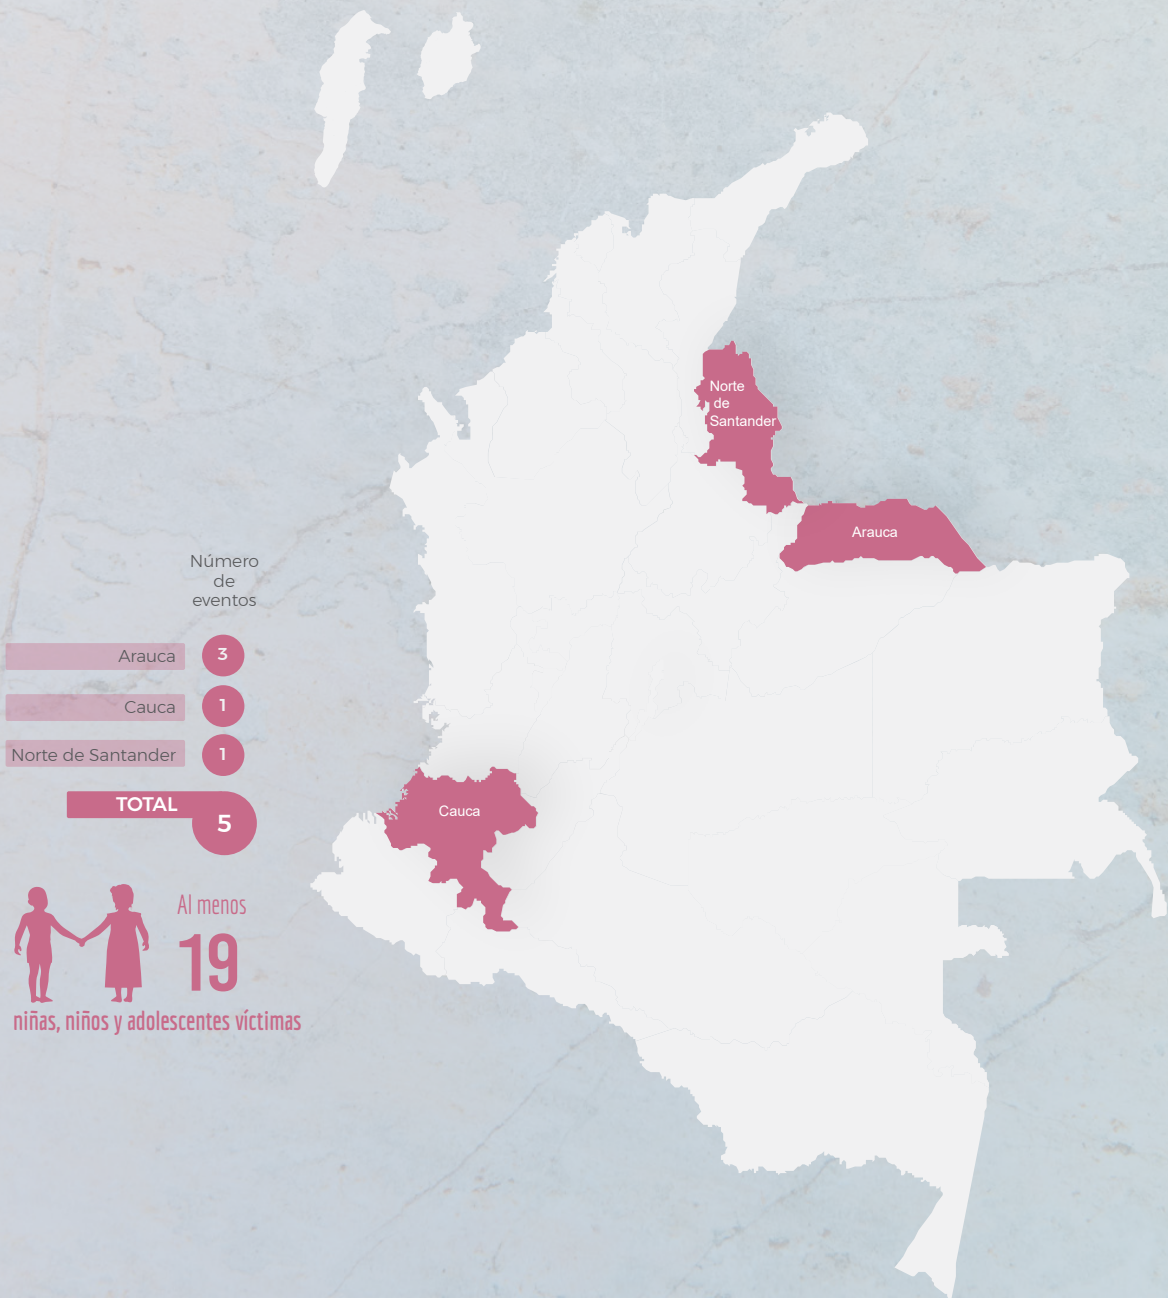 Norte
de
Santander
Arauca
Número
de
eventos
Arauca 3
Cauca 1
Norte de Santander 1
TOTAL
5
Cauca
Al menos
19
niñas, niños y adolescentes víctimas